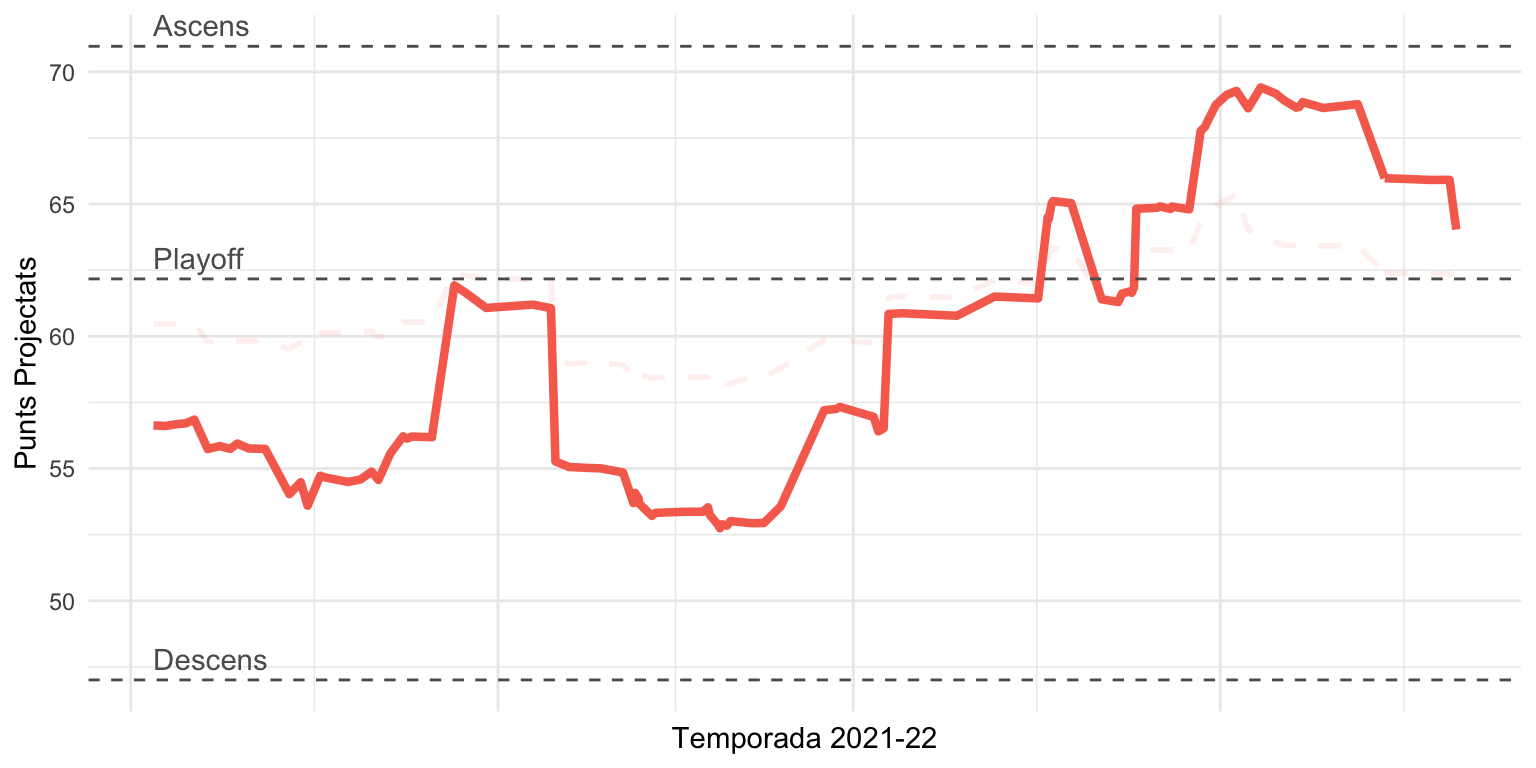 Ascens
70
65
Playoff
60
55
50
Descens
Punts Projectats
Temporada 2021-22